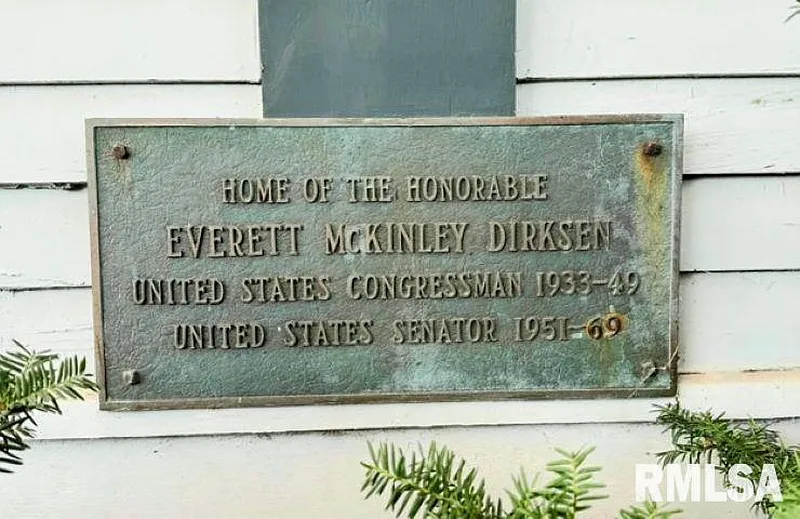 HOME OF THE HONORABLE
EVERETT McKINLEY DIRKSEN
UNITED STATES CONGRESSMAN 1933-49
UNITED STATES SENATOR 1951-69
RMLSA